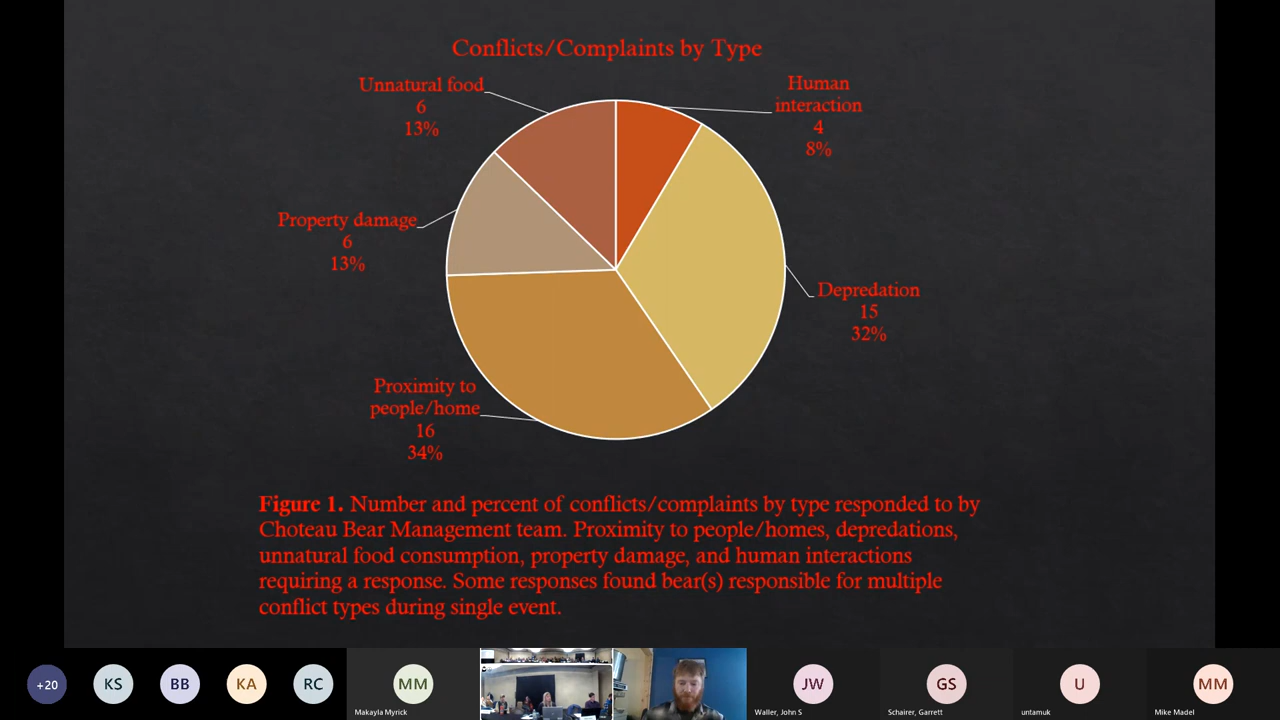 Conflicts/Complaints by Type
Unnatural food
6
13%
Human
interaction
4
8%
Property damage
6
13%
Depredation
15
32%
Proximity to
people/home
16
34%
Figure 1. Number and percent of conflicts/complaints by type responded to by
Choteau Bear Management team. Proximity to people/homes, depredations,
unnatural food consumption, property damage, and human interactions
requiring a response. Some responses found bear(s) responsible for multiple
conflict types during single event.
+20
KS
BB
KA
RC
MM
Makayla Myrick
JW
Waller, John S
GS
Schairer, Garrett
U
untamuk
MM
Mike Madel